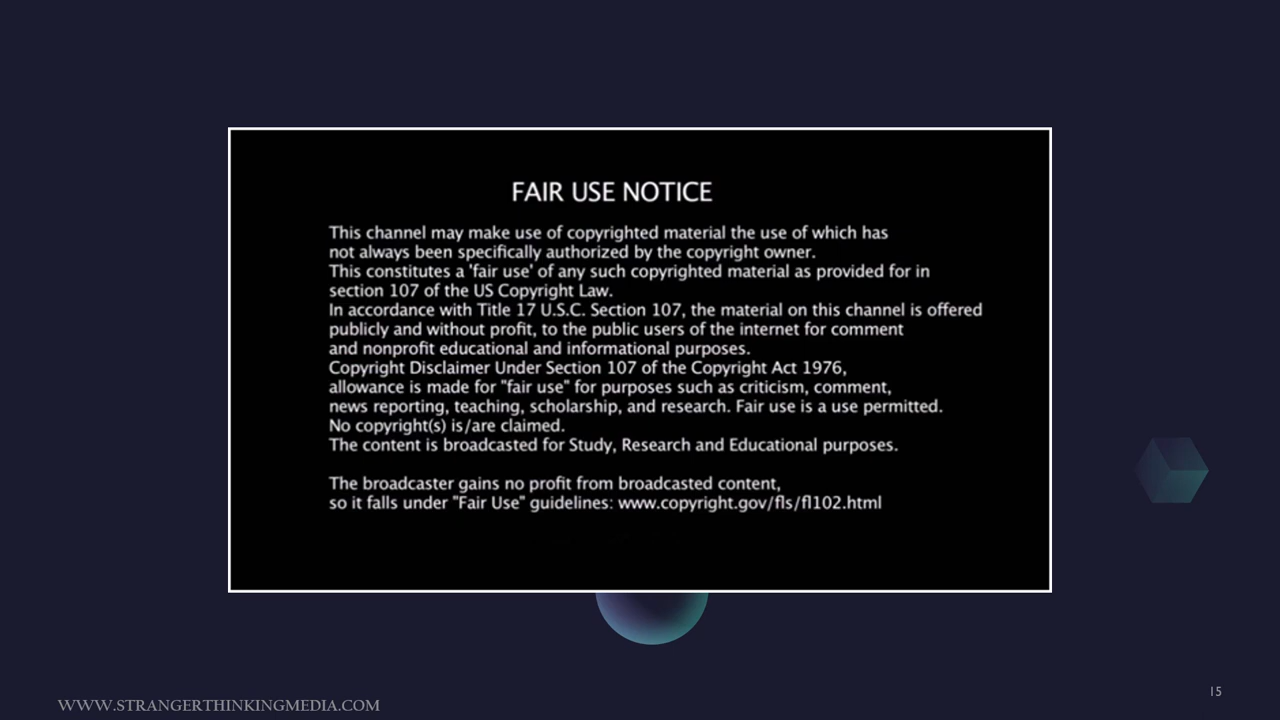 FAIR USE NOTICE
This channel may make use of copyrighted material the use of which has
not always been specifically authorized by the copyright owner.
This constitutes a 'fair use' of any such copyrighted material as provided for in
section 107 of the US Copyright Law.
In accordance with Title 17 U.S.C. Section 107, the material on this channel is offered
publicly and without profit, to the public users of the internet for comment
and nonprofit educational and informational purposes.
Copyright Disclaimer Under Section 107 of the Copyright Act 1976,
allowance is made for "fair use" for purposes such as criticism, comment,
news reporting, teaching, scholarship, and research. Fair use is a use permitted.
No copyright(s) is/are claimed.
The content is broadcasted for Study, Research and Educational purposes.
The broadcaster gains no profit from broadcasted content,
so it falls under "Fair Use" guidelines: www.copyright.gov/fls/fl102.html
15
WWW.STRANGERTHINKINGMEDIA.COM